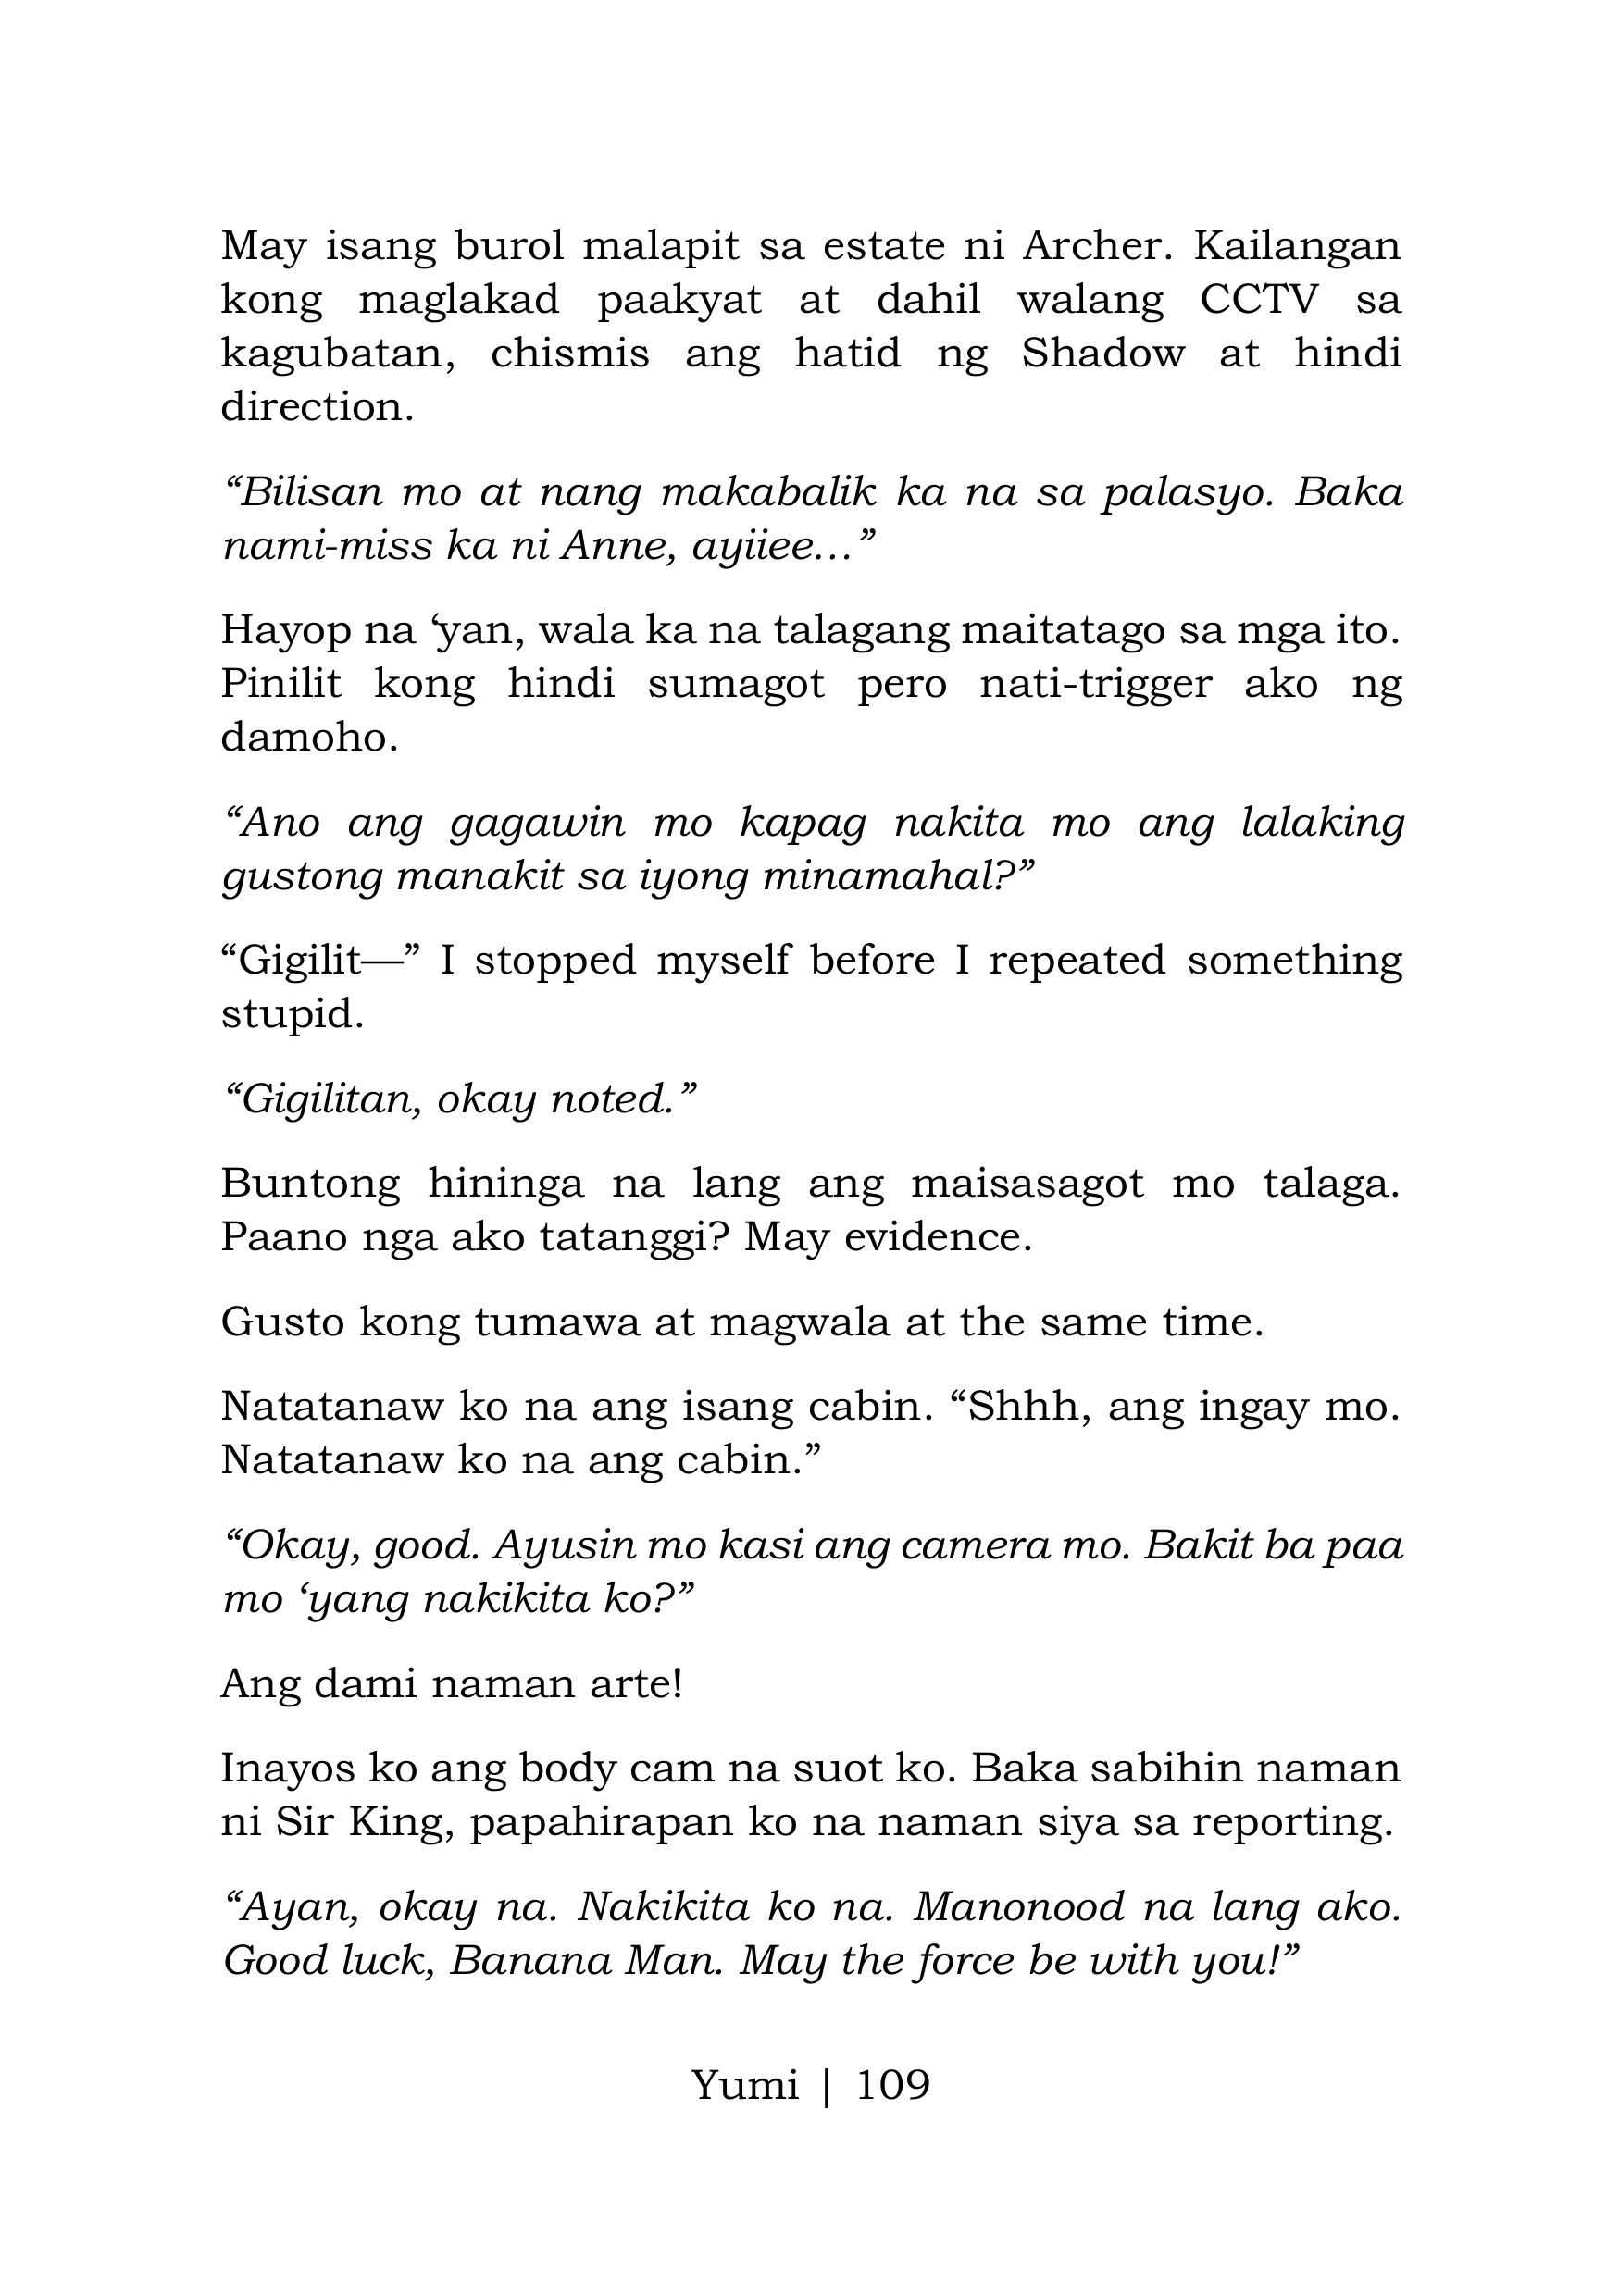 May isang burol malapit sa estate ni Archer. Kailangan
kong maglakad paakyat at dahil walang CCTV sa
kagubatan, chismis ang hatid ng Shadow at hindi
direction.
“Bilisan mo at nang makabalik ka na sa palasyo. Baka
nami-miss ka ni Anne, ayiiee…”
Hayop na ‘yan, wala ka na talagang maitatago sa mga ito.
Pinilit kong hindi sumagot pero nati-trigger ako ng
damoho.
“Ano ang gagawin mo kapag nakita mo ang lalaking
gustong manakit sa iyong minamahal?”
“Gigilit—” I stopped myself before I repeated something
stupid.
“Gigilitan, okay noted.”
Buntong hininga na lang ang maisasagot mo talaga.
Paano nga ako tatanggi? May evidence.
Gusto kong tumawa at magwala at the same time.
Natatanaw ko na ang isang cabin. “Shhh, ang ingay mo.
Natatanaw ko na ang cabin.”
“Okay, good. Ayusin mo kasi ang camera mo. Bakit ba paa
mo ‘yang nakikita ko?”
Ang dami naman arte!
Inayos ko ang body cam na suot ko. Baka sabihin naman
ni Sir King, papahirapan ko na naman siya sa reporting.
“Ayan, okay na. Nakikita ko na. Manonood na lang ako.
Good luck, Banana Man. May the force be with you!”
Yumi | 109